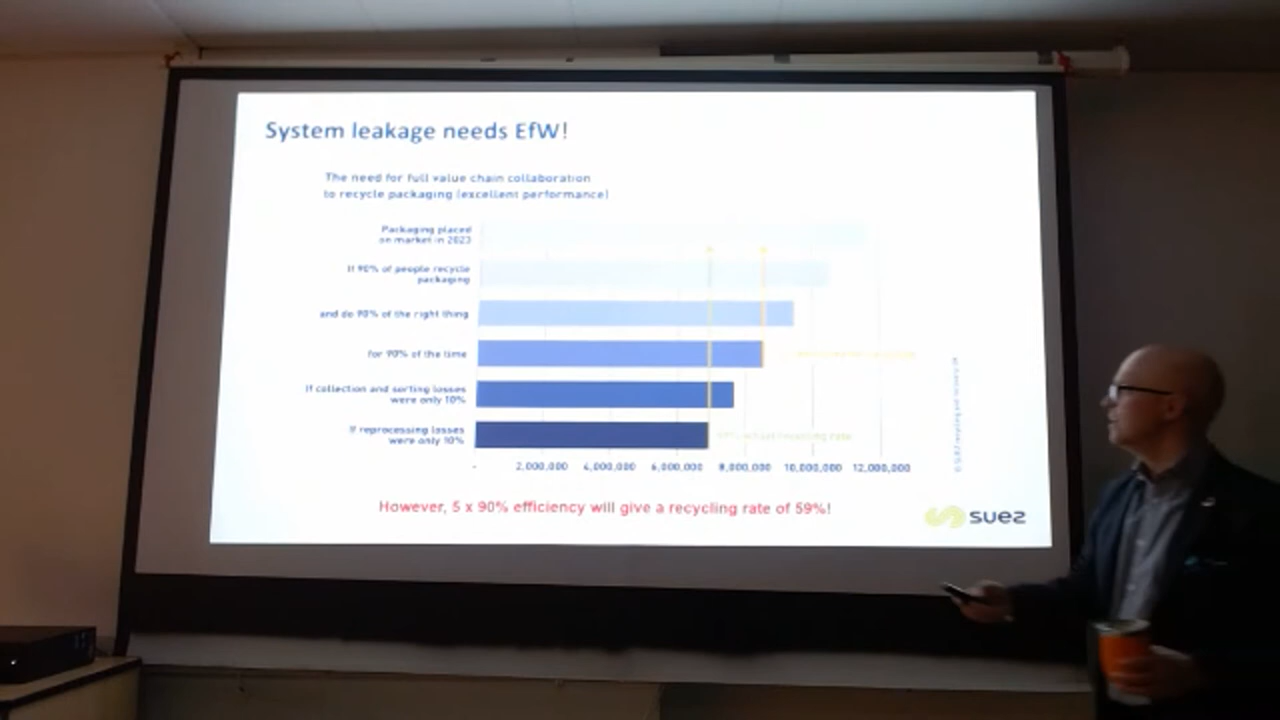 System leakage needs EfW!
The need for full value chain collaboration
to recycle packaging (excellent performance)
Packaging placed
on market in 2023
If 90% of people recycle
packaging
and do 90% of the right thing
for 90% of the time
If collection and sorting losses
were only 10%
If reprocessing losses
were only 10%
actual recycling rate
- 2,000,000 4,000,000 6,000,000 8,000,000 10,000,000 12,000,000
However, 5 x 90% efficiency will give a recycling rate of 59%!
suez